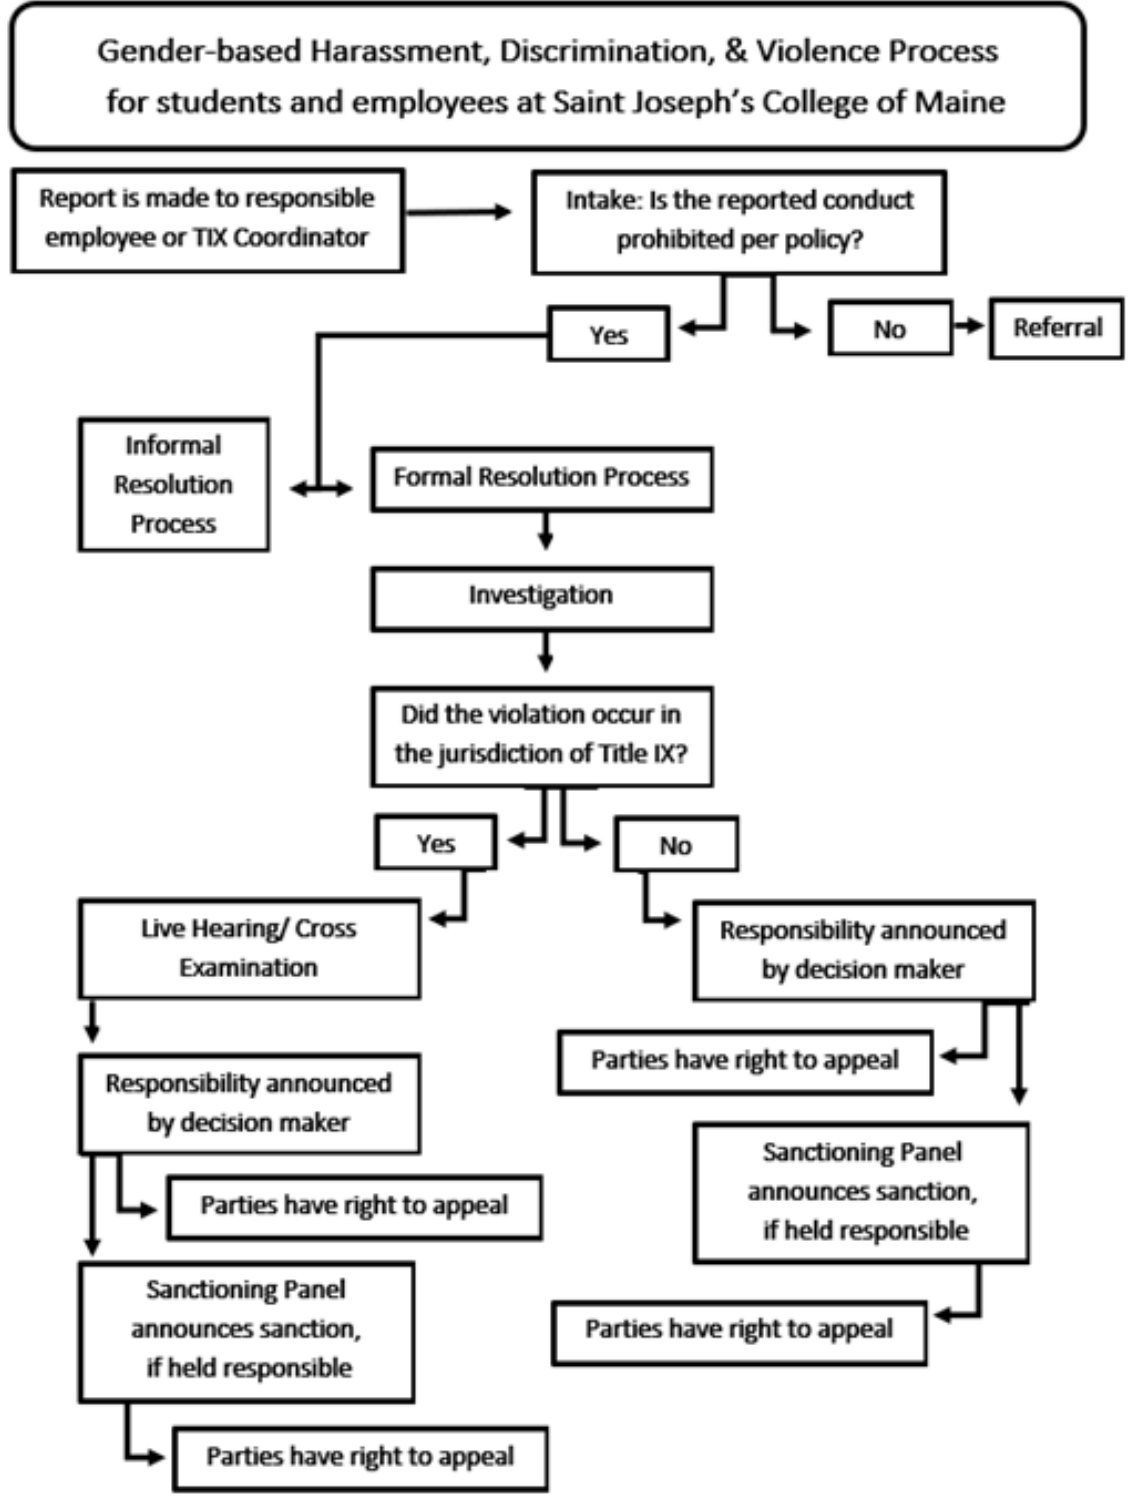 Gender-based Harassment, Discrimination, & Violence Process
for students and employees at Saint Joseph's College of Maine
Report is made to responsible
employee or TIX Coordinator
Intake: Is the reported conduct
prohibited per policy?
Yes
No
Referral
Informal
Resolution
Process
Formal Resolution Process
Investigation
Did the violation occur in
the jurisdiction of Title IX?
Yes
No
Live Hearing/ Cross
Examination
Responsibility announced
by decision maker
Parties have right to appeal
Responsibility announced
by decision maker
Sanctioning Panel
announces sanction,
if held responsible
Parties have right to appeal
Sanctioning Panel
announces sanction,
if held responsible
Parties have right to appeal
Parties have right to appeal